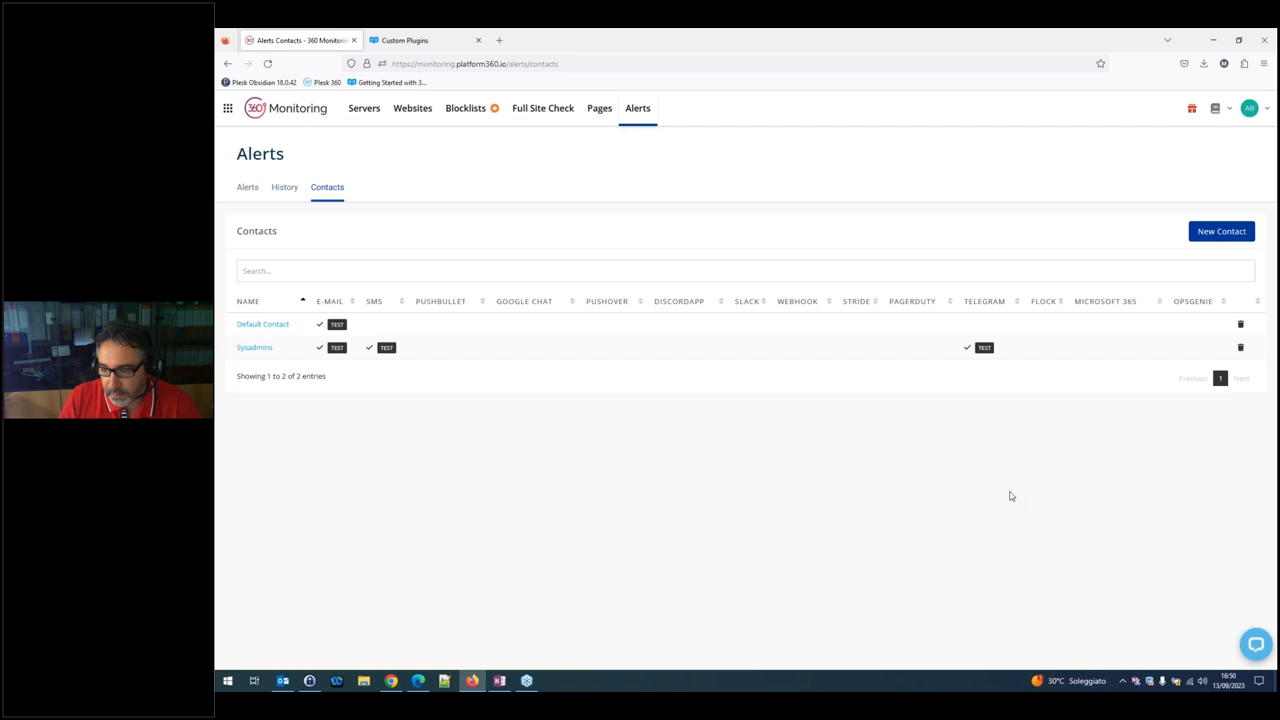 Alerts Contacts - 360 Monitorin
Custom Plugins
https://monitoring.platform360.io/alerts/contacts
Plesk Obsidian 18.0.42
Plesk 360
Getting Started with 3...
360 Monitoring
Servers
Websites
Blocklists
Full Site Check
Pages
Alerts
AB
Alerts
Alerts
History
Contacts
Contacts
New Contact
Search...
NAME E-MAIL SMS PUSHBULLET GOOGLE CHAT PUSHOVER DISCORDAPP SLACK WEBHOOK STRIDE PAGERDUTY TELEGRAM FLOCK MICROSOFT 365 OPSGENIE
Default Contact TEST
Sysadmins TEST TEST TEST
Showing 1 to 2 of 2 entries
Previous 1 Next
30°C Soleggiato
16:50
13/09/2023